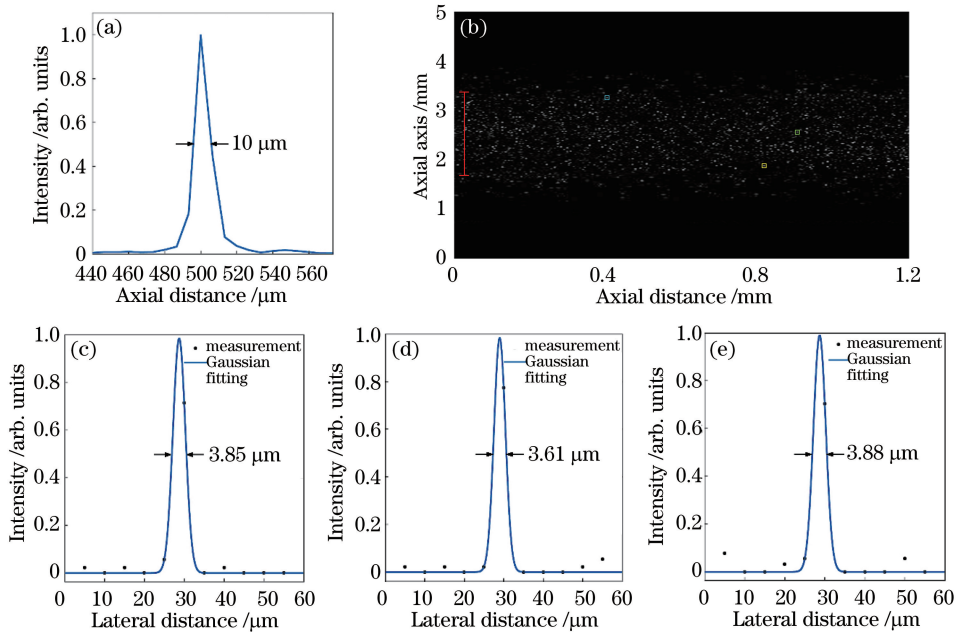 (a)
Intensity /arb. units
1.0
0.8
0.6
0.4
0.2
0
10 μm
440 460 480 500 520 540 560
Axial distance /μm
(b)
Axial axis /mm
5
4
3
2
1
0
0 0.4 0.8 1.2
Axial distance /mm
(c)
Intensity /arb. units
1.0
0.8
0.6
0.4
0.2
0
measurement
Gaussian
fitting
3.85 μm
0 10 20 30 40 50 60
Lateral distance /μm
(d)
Intensity /arb. units
1.0
0.8
0.6
0.4
0.2
0
measurement
Gaussian
fitting
3.61 μm
0 10 20 30 40 50 60
Lateral distance /μm
(e)
Intensity /arb. units
1.0
0.8
0.6
0.4
0.2
0
measurement
Gaussian
fitting
3.88 μm
0 10 20 30 40 50 60
Lateral distance /μm